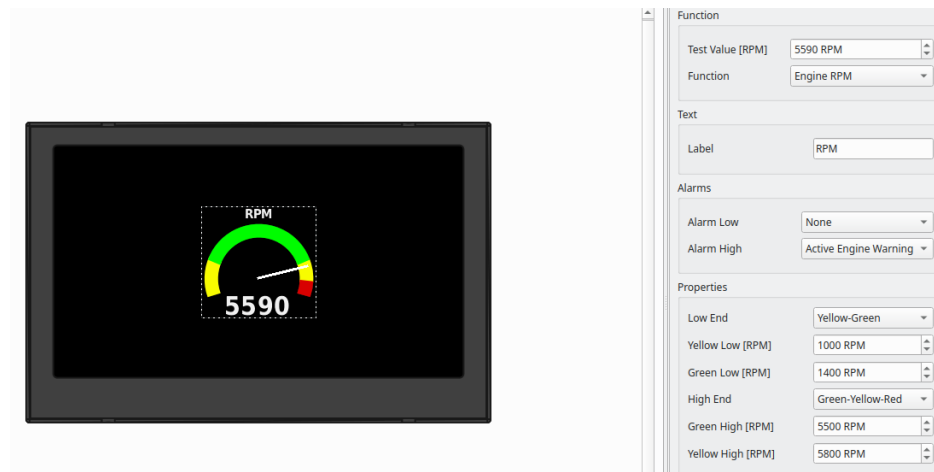 RPM
5590
Function
Test Value [RPM] 5590 RPM
Function Engine RPM
Text
Label RPM
Alarms
Alarm Low None
Alarm High Active Engine Warning
Properties
Low End Yellow-Green
Yellow Low [RPM] 1000 RPM
Green Low [RPM] 1400 RPM
High End Green-Yellow-Red
Green High [RPM] 5500 RPM
Yellow High [RPM] 5800 RPM